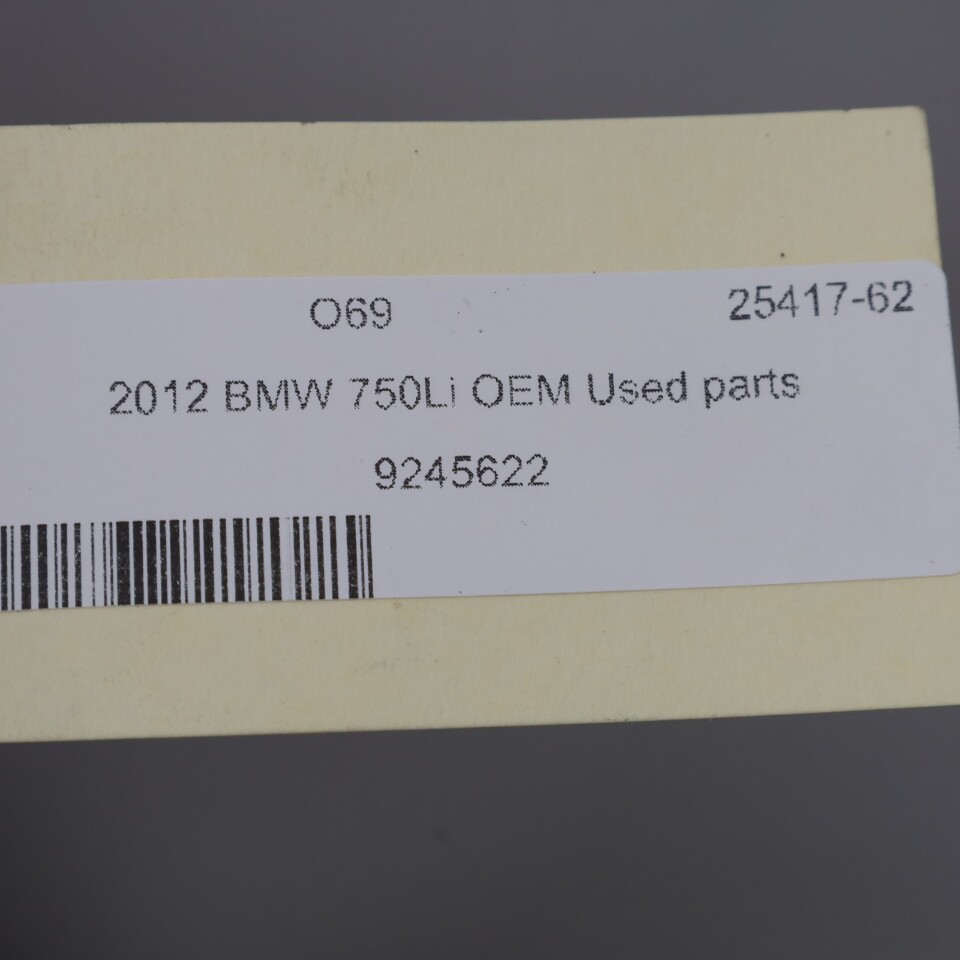 O69 25417-62
2012 BMW 750Li OEM Used parts
9245622